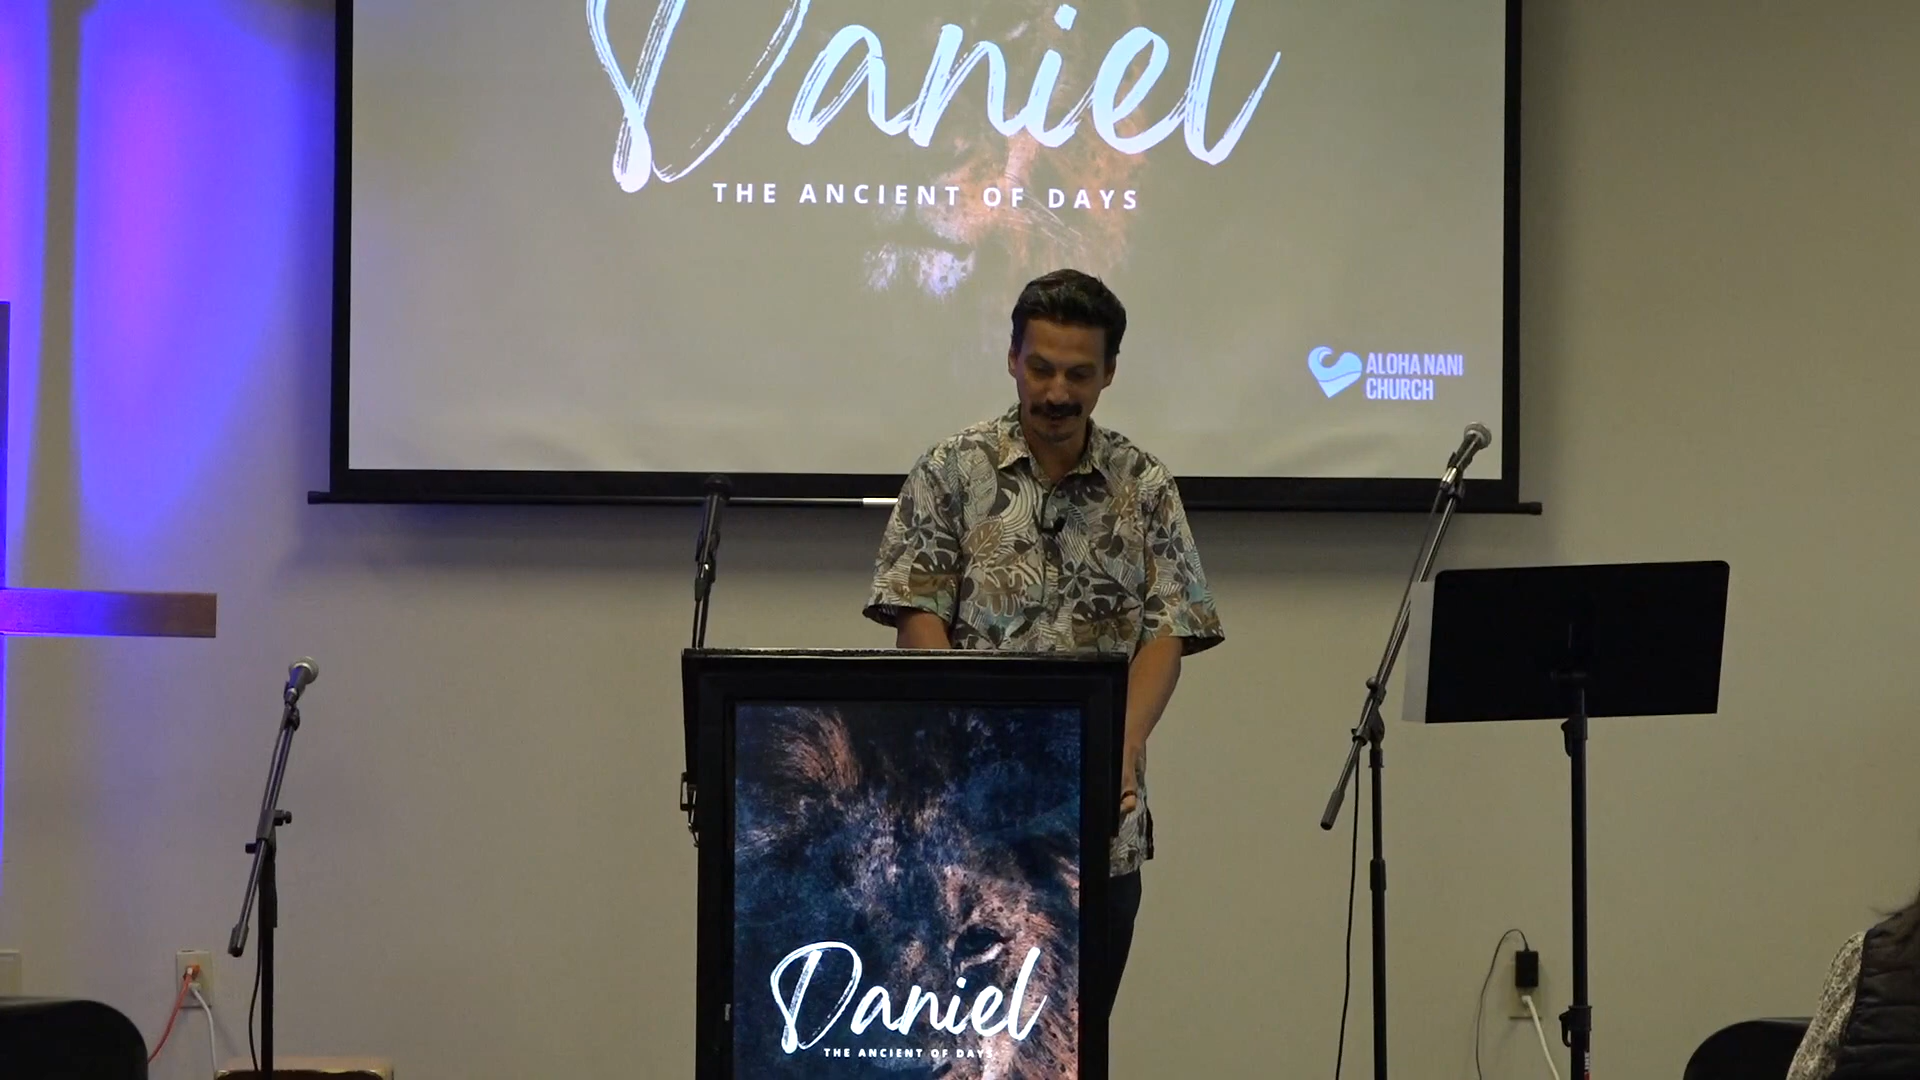 Daniel
THE ANCIENT OF DAYS
ALOHA NANI
CHURCH
Daniel
THE ANCIENT OF DAYS